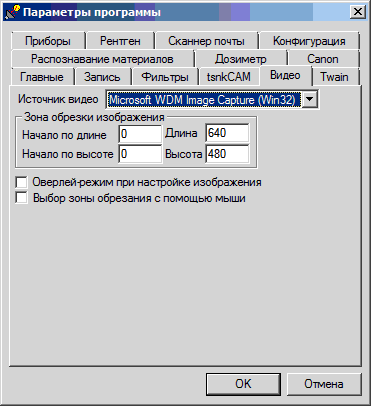 Параметры программы
Приборы Рентген Сканнер почты Конфигурация
Распознавание материалов Дозиметр Canon
Главные Запись Фильтры tsnkCAM Видео Twain
Источник видео Microsoft WDM Image Capture (Win32)
Зона обрезки изображения
Начало по длине 0 Длина 640
Начало по высоте 0 Высота 480
Оверлей-режим при настройке изображения
Выбор зоны обрезания с помощью мыши
OK Отмена